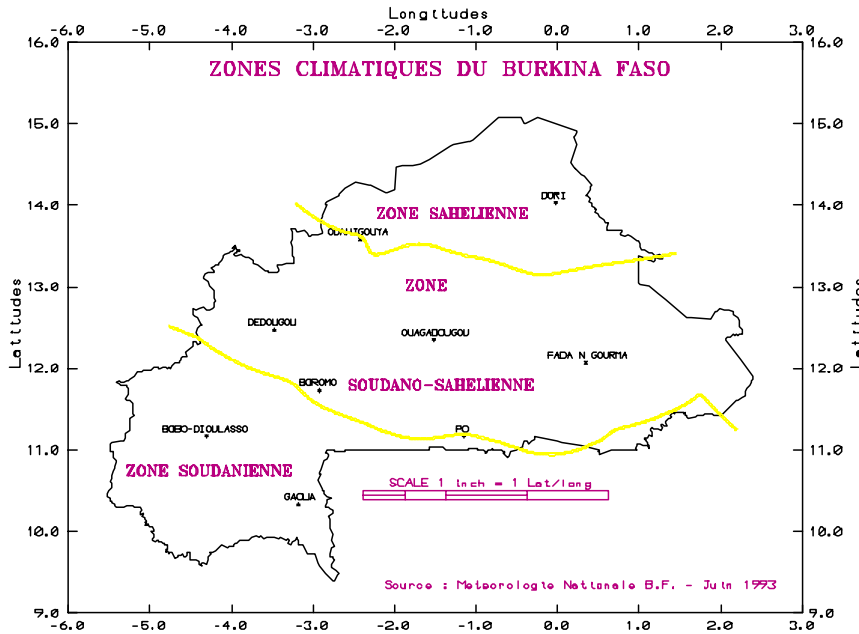 Longitudes
-6.0 -5.0 -4.0 -3.0 -2.0 -1.0 0.0 1.0 2.0 3.0
16.0 16.0
ZONES CLIMATIQUES DU BURKINA FASO
15.0 15.0
DORI
14.0 14.0
ZONE SAHELIENNE
OUAHIGOUYA
13.0 13.0
ZONE
Latitudes Latitudes
DEDOUGOU
OUAGADOUGOU
FADA N GOURMA
12.0 12.0
BOROMO
SOUDANO-SAHELIENNE
BOBO-DIOULASSO
PO
11.0 11.0
ZONE SOUDANIENNE
SCALE 1 Inch = 1 Lat/long
GAOUA
10.0 10.0
Source : Meteorologie Nationale B.F. - Juin 1993
9.0 9.0
-6.0 -5.0 -4.0 -3.0 -2.0 -1.0 0.0 1.0 2.0 3.0